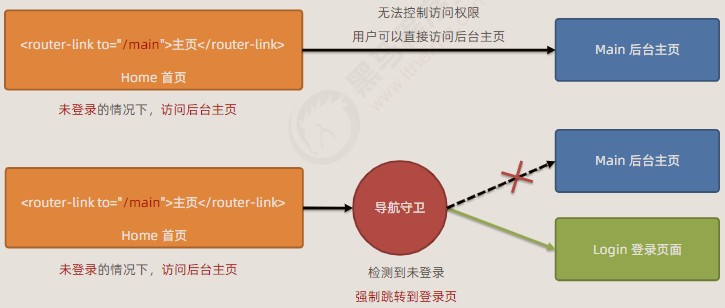 无法控制访问权限
<router-link to="/main">主页</router-link>
用户可以直接访问后台主页
Main 后台主页
Home 首页
未登录的情况下，访问后台主页
Main 后台主页
<router-link to="/main">主页</router-link>
导航守卫
Home 首页
Login 登录页面
未登录的情况下，访问后台主页
检测到未登录
强制跳转到登录页